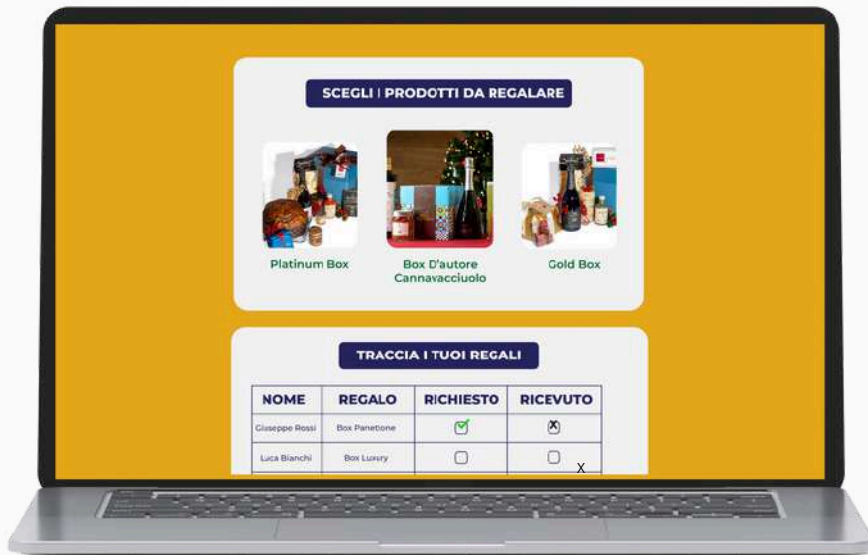 SCEGLI I PRODOTTI DA REGALARE
Platinum Box
Box D'autore
Cannavacciuolo
Gold Box
TRACCIA I TUOI REGALI
NOME REGALO RICHIESTO RICEVUTO
Giuseppe Rossi Box Panettone X
Luca Bianchi Box Luxury
X